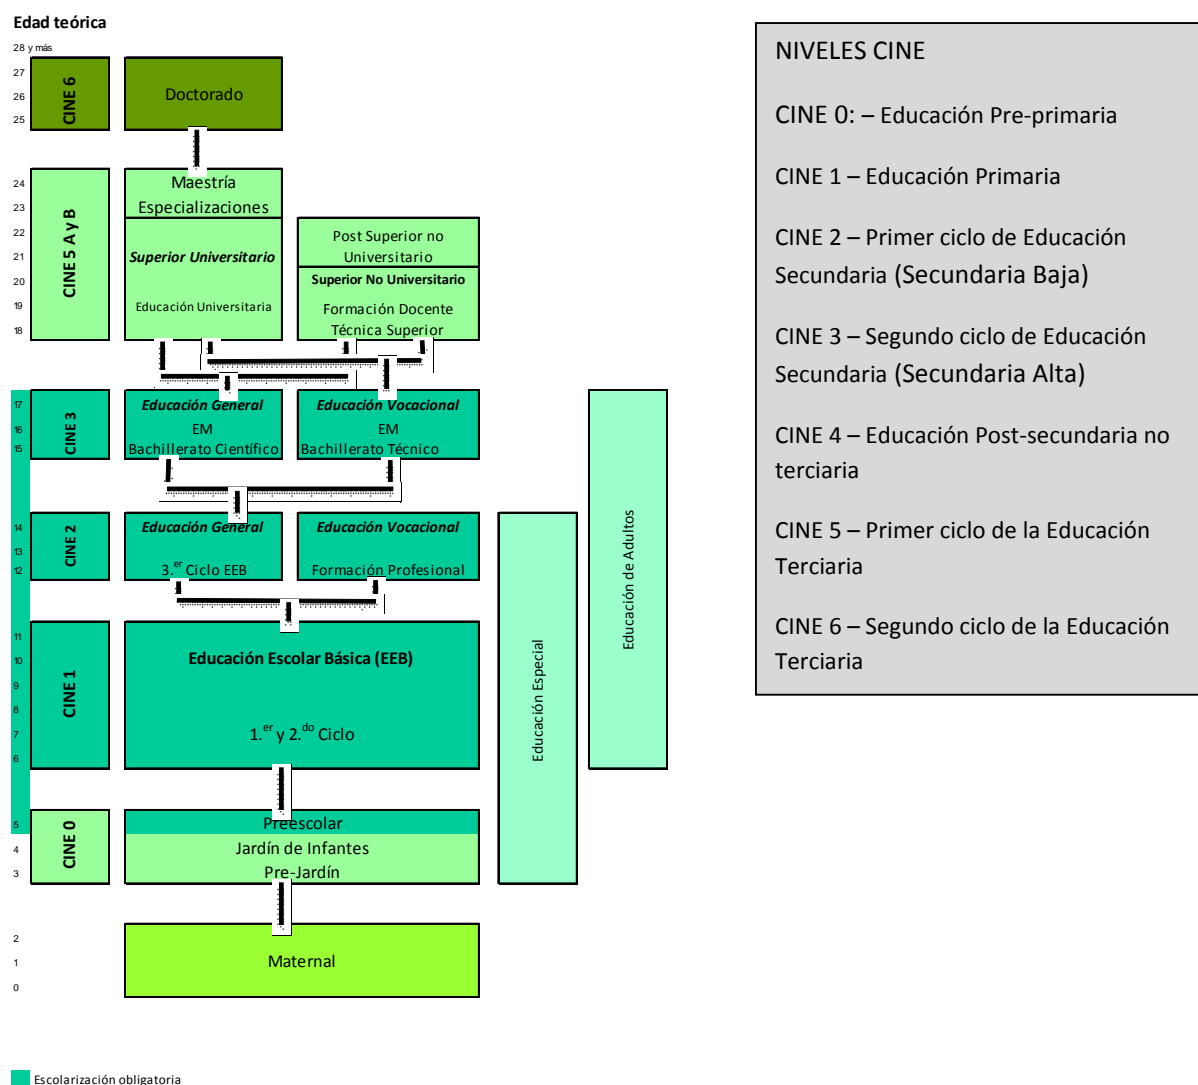 Edad teórica
28 y más
27
26
25
CINE 6
Doctorado
24
23
22
21
20
19
18
CINE 5 A y B
Maestría
Especializaciones
Superior Universitario
Educación Universitaria
Post Superior no
Universitario
Superior No Universitario
Formación Docente
Técnica Superior
17
16
15
CINE 3
Educación General
EM
Bachillerato Científico
Educación Vocacional
EM
Bachillerato Técnico
14
13
12
CINE 2
Educación General
3.er Ciclo EEB
Educación Vocacional
Formación Profesional
11
10
9
8
7
6
CINE 1
Educación Escolar Básica (EEB)
1.er y 2.do Ciclo
5
4
3
CINE 0
Preescolar
Jardín de Infantes
Pre-Jardín
2
1
0
Maternal
Educación Especial
Educación de Adultos
Escolarización obligatoria
NIVELES CINE
CINE 0: – Educación Pre-primaria
CINE 1 – Educación Primaria
CINE 2 – Primer ciclo de Educación
Secundaria (Secundaria Baja)
CINE 3 – Segundo ciclo de Educación
Secundaria (Secundaria Alta)
CINE 4 – Educación Post-secundaria no
terciaria
CINE 5 – Primer ciclo de la Educación
Terciaria
CINE 6 – Segundo ciclo de la Educación
Terciaria